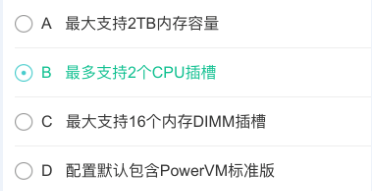 A 最大支持2TB内存容量
B 最多支持2个CPU插槽
C 最大支持16个内存DIMM插槽
D 配置默认包含PowerVM标准版